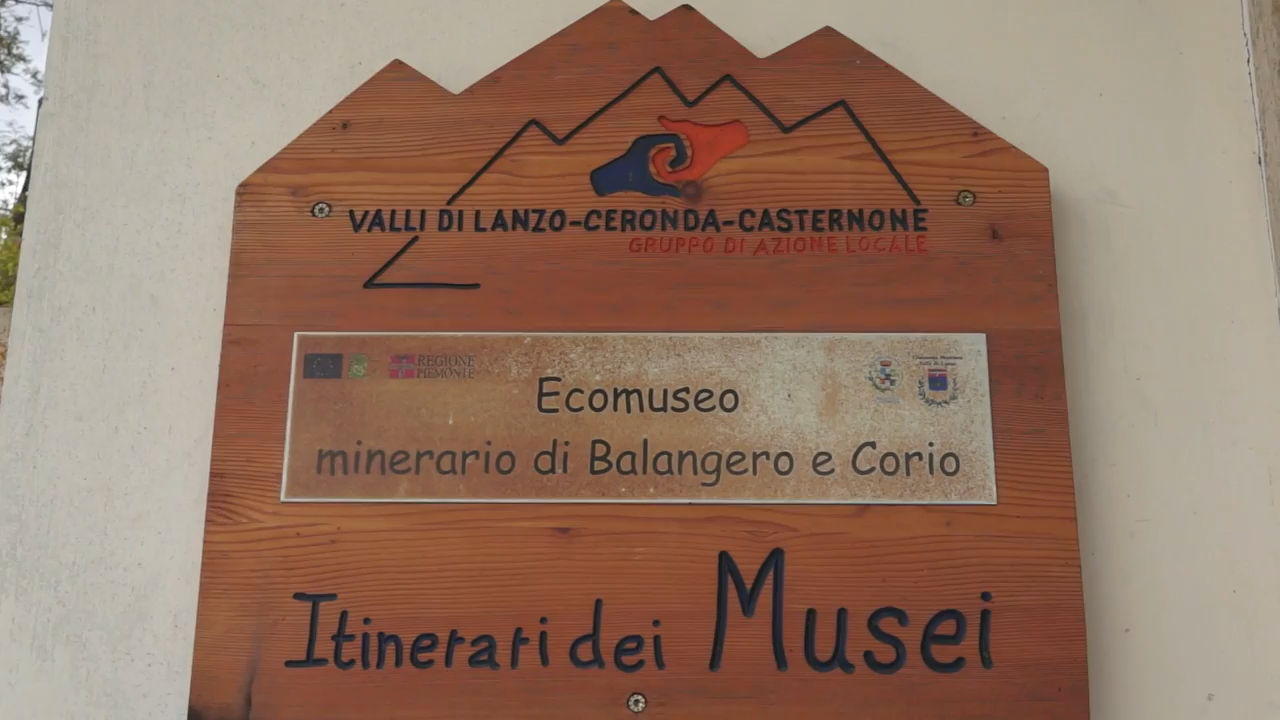 VALLI DI LANZO-CERONDA-CASTERNONE
GRUPPO DI AZIONE LOCALE
REGIONE
PIEMONTE
Ecomuseo
minerario di Balangero e Corio
Itinerari dei Musei